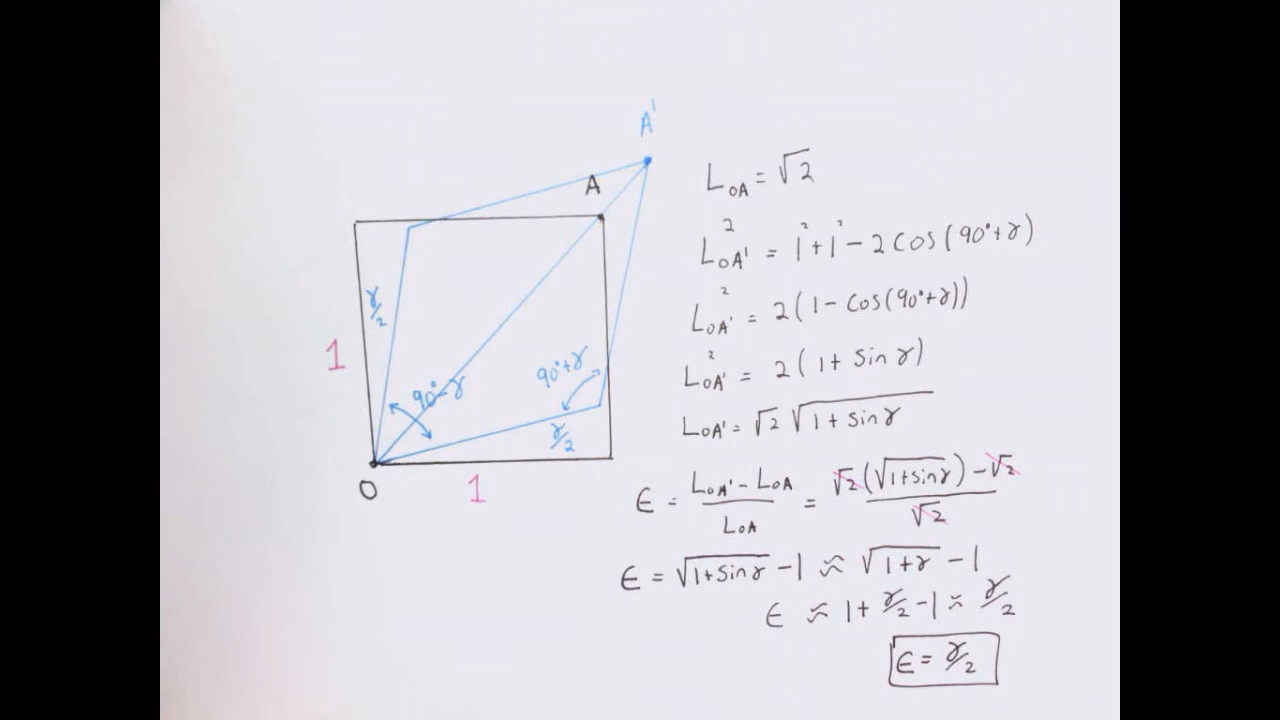 A'
A
γ/2
1
90°-γ
90°+γ
γ/2
O
1
L_OA = √2
L²_OA' = 1² + 1² - 2 cos(90°+γ)
L²_OA' = 2(1 - cos(90°+γ))
L²_OA' = 2(1 + sin γ)
L_OA' = √2 √(1 + sin γ)
ϵ = (L_OA' - L_OA)/L_OA = (√2(√(1+sinγ)) - √2)/√2
ϵ = √(1+sinγ) - 1 ≈ √(1+γ) - 1
ϵ ≈ 1 + γ/2 - 1 ≈ γ/2
ϵ = γ/2